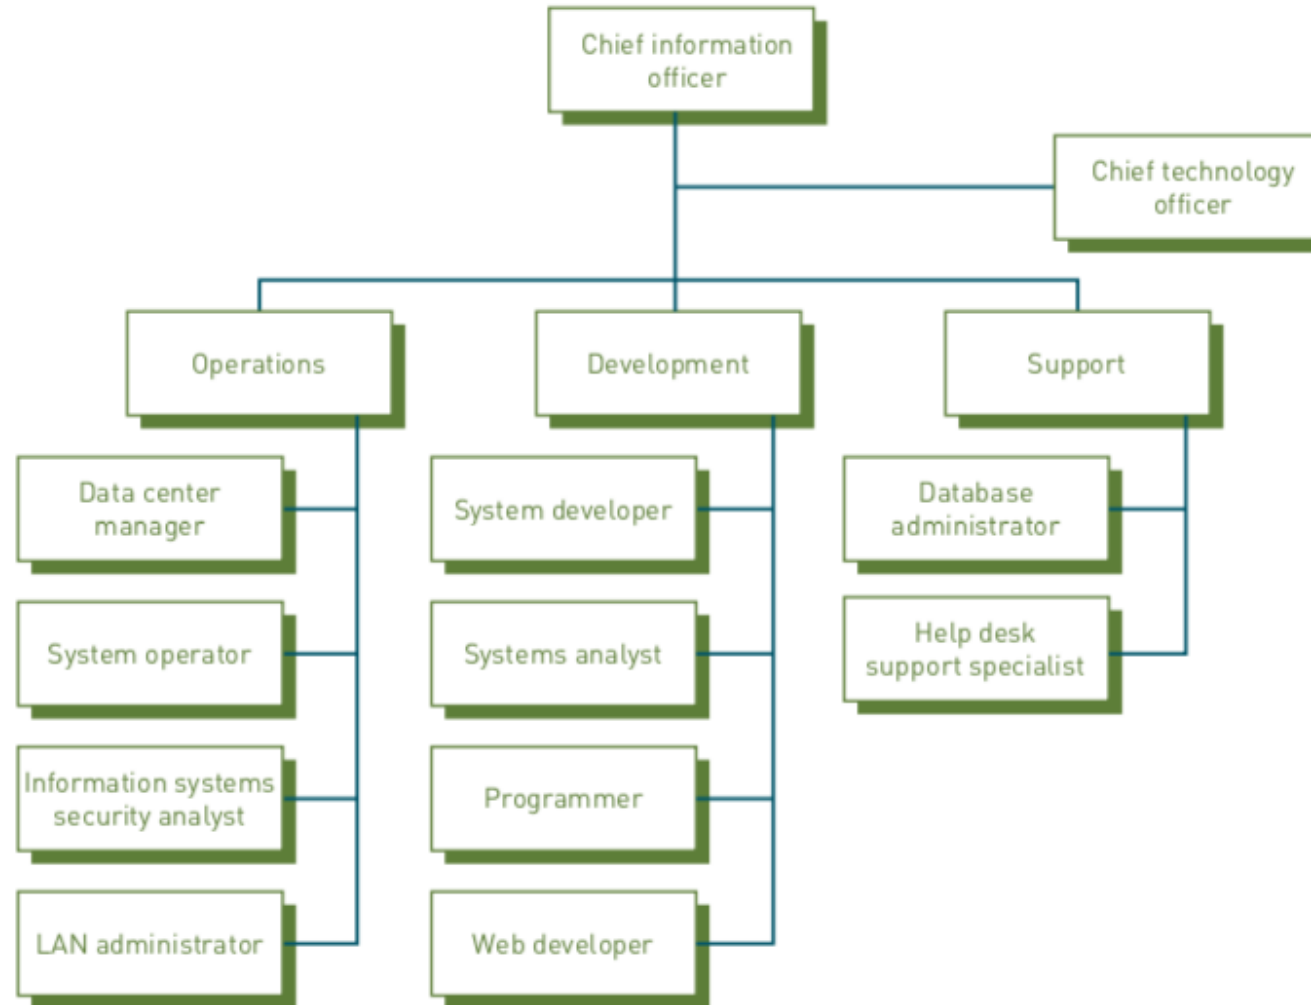 Chief information
officer
Chief technology
officer
Operations
Development
Support
Data center
manager
System developer
Database
administrator
System operator
Systems analyst
Help desk
support specialist
Information systems
security analyst
Programmer
LAN administrator
Web developer